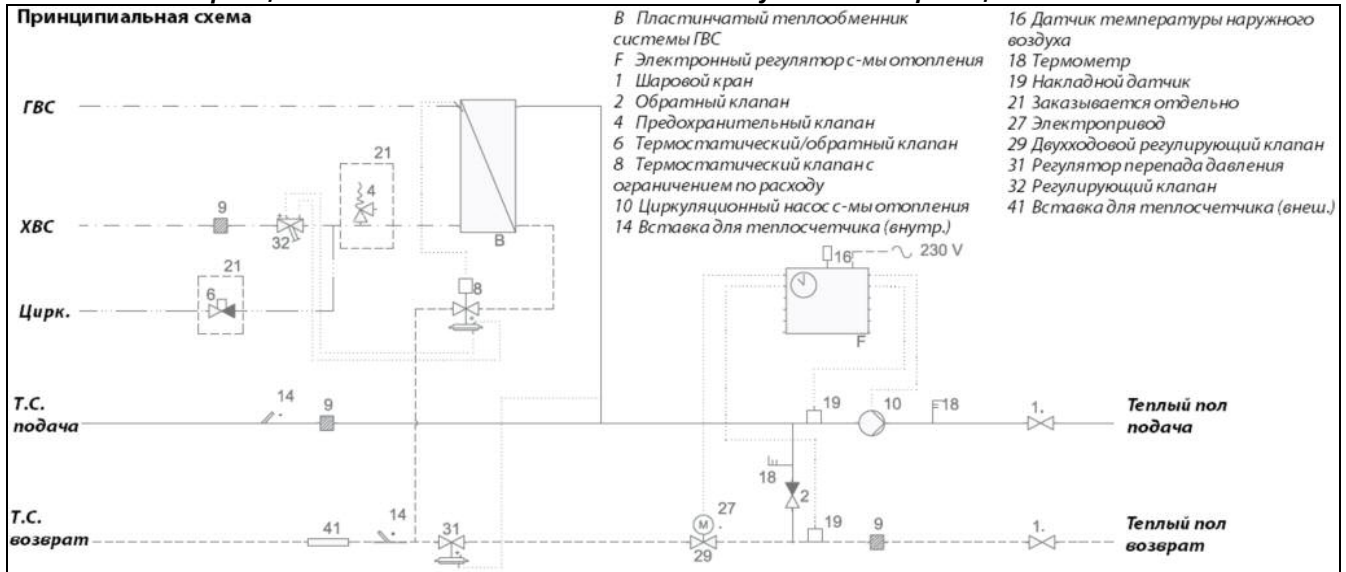 Принципиальная схема
В Пластинчатый теплообменник
системы ГВС
F Электронный регулятор с-мы отопления
1 Шаровой кран
2 Обратный клапан
4 Предохранительный клапан
6 Термостатический/обратный клапан
8 Термостатический клапан с
ограничением по расходу
10 Циркуляционный насос с-мы отопления
14 Вставка для теплосчетчика (внутр.)
16 Датчик температуры наружного
воздуха
18 Термометр
19 Накладной датчик
21 Заказывается отдельно
27 Электропривод
29 Двухходовой регулирующий клапан
31 Регулятор перепада давления
32 Регулирующий клапан
41 Вставка для теплосчетчика (внеш.)
ГВС
21
4
9
ХВС
32
B
16
230 V
21
6
8
Цирк.
F
Т.С.
подача
14
9
19
10
18
1.
Теплый пол
подача
18
2
Т.С.
возврат
41
14
31
27
M
29
19
9
1.
Теплый пол
возврат